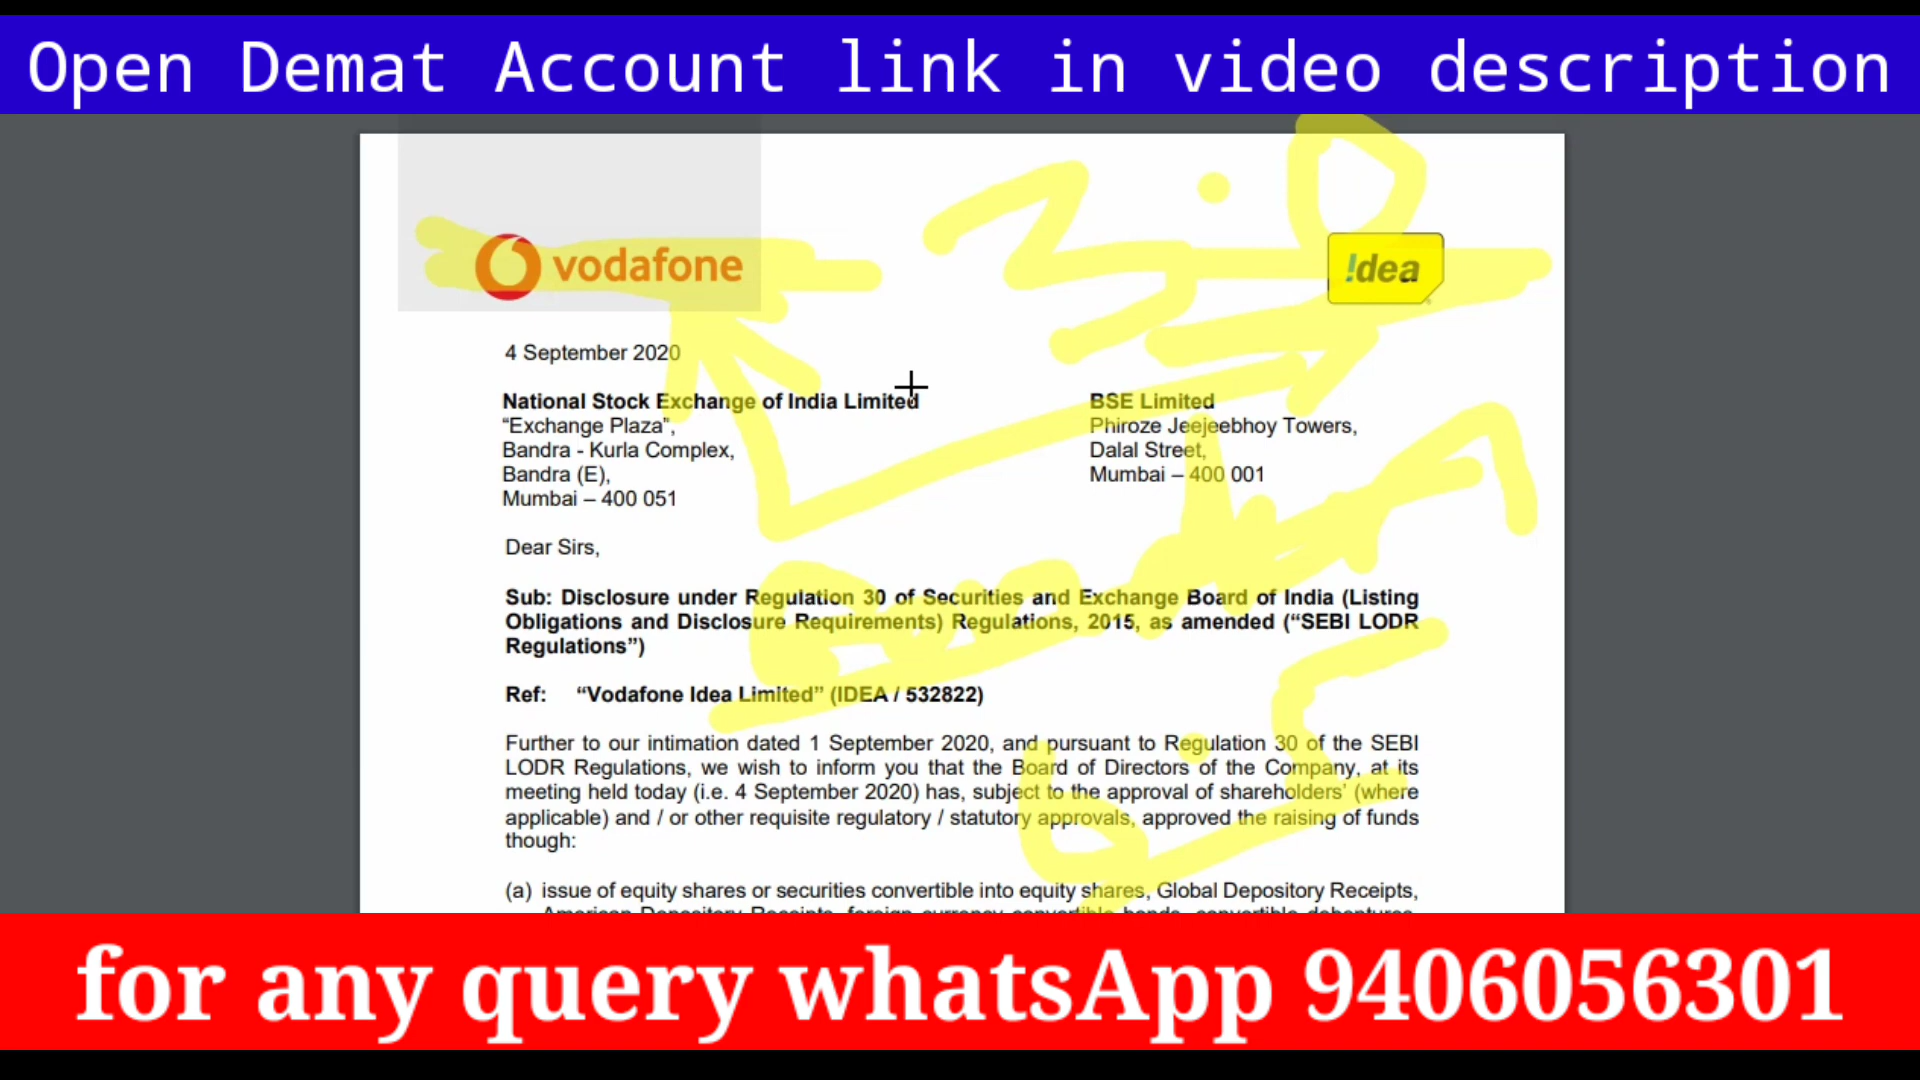 Open Demat Account link in video description
vodafone
!dea
4 September 2020
National Stock Exchange of India Limited
“Exchange Plaza”,
Bandra - Kurla Complex,
Bandra (E),
Mumbai – 400 051
BSE Limited
Phiroze Jeejeebhoy Towers,
Dalal Street,
Mumbai – 400 001
Dear Sirs,
Sub: Disclosure under Regulation 30 of Securities and Exchange Board of India (Listing
Obligations and Disclosure Requirements) Regulations, 2015, as amended (“SEBI LODR
Regulations”)
Ref: “Vodafone Idea Limited” (IDEA / 532822)
Further to our intimation dated 1 September 2020, and pursuant to Regulation 30 of the SEBI
LODR Regulations, we wish to inform you that the Board of Directors of the Company, at its
meeting held today (i.e. 4 September 2020) has, subject to the approval of shareholders’ (where
applicable) and / or other requisite regulatory / statutory approvals, approved the raising of funds
though:
(a) issue of equity shares or securities convertible into equity shares, Global Depository Receipts,
for any query whatsApp 9406056301